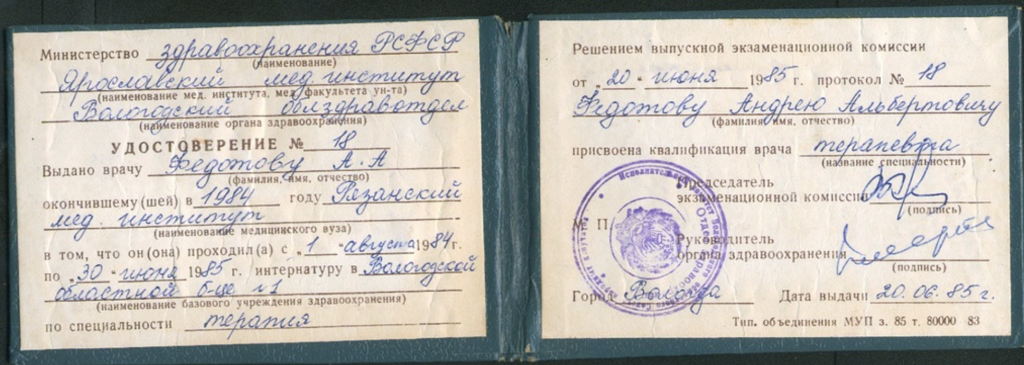 Министерство здравоохранения РСФСР
(наименование)
Ярославский мед. институт
(наименование мед. института, мед. факультета ун-та)
Вологодский облздравотдел
(наименование органа здравоохранения)
УДОСТОВЕРЕНИЕ № 18
Выдано врачу Федотову А.А
(фамилия, имя, отчество)
окончившему(шей) в 1984 году Рязанский
мед. институт
(наименование медицинского вуза)
в том, что он(она) проходил(а) с „1 „ августа 1984 г.
по „30 „ июня 1985 г. интернатуру в Вологодской
областной б-це №1
(наименование базового учреждения здравоохранения)
по специальности терапия
Решением выпускной экзаменационной комиссии
от „20 „ июня 1985 г. протокол № 18
Федотову Андрею Альбертовичу
(фамилия, имя, отчество)
присвоена квалификация врача терапевта
(название специальности)
Председатель
экзаменационной комиссии
(подпись)
М. П.
Руководитель
органа здравоохранения
(подпись)
Город Вологда Дата выдачи 20.06.85 г.
Тип. объединения МУП з. 85 т. 80000 83